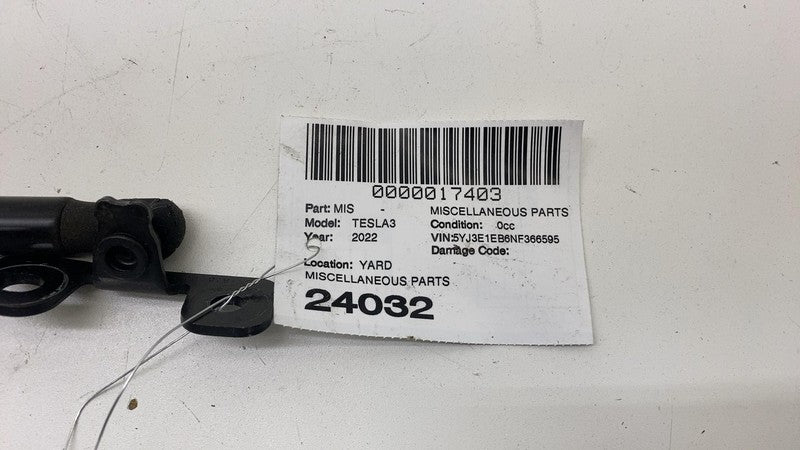 0000017403
Part: MIS - MISCELLANEOUS PARTS
Model: TESLA3 Condition: 0cc
Year: 2022 VIN:5YJ3E1EB6NF366595
Damage Code:
Location: YARD
MISCELLANEOUS PARTS
24032